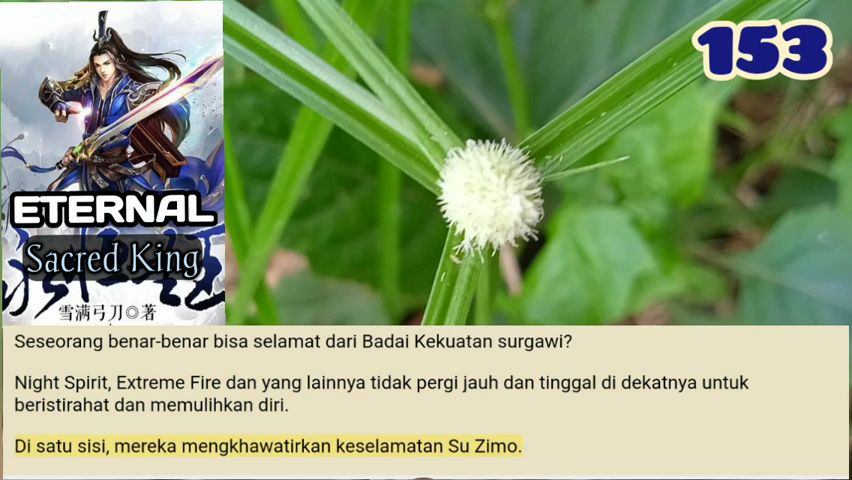 153
ETERNAL
Sacred King
雪满弓刀◎著
Seseorang benar-benar bisa selamat dari Badai Kekuatan surgawi?
Night Spirit, Extreme Fire dan yang lainnya tidak pergi jauh dan tinggal di dekatnya untuk
beristirahat dan memulihkan diri.
Di satu sisi, mereka mengkhawatirkan keselamatan Su Zimo.